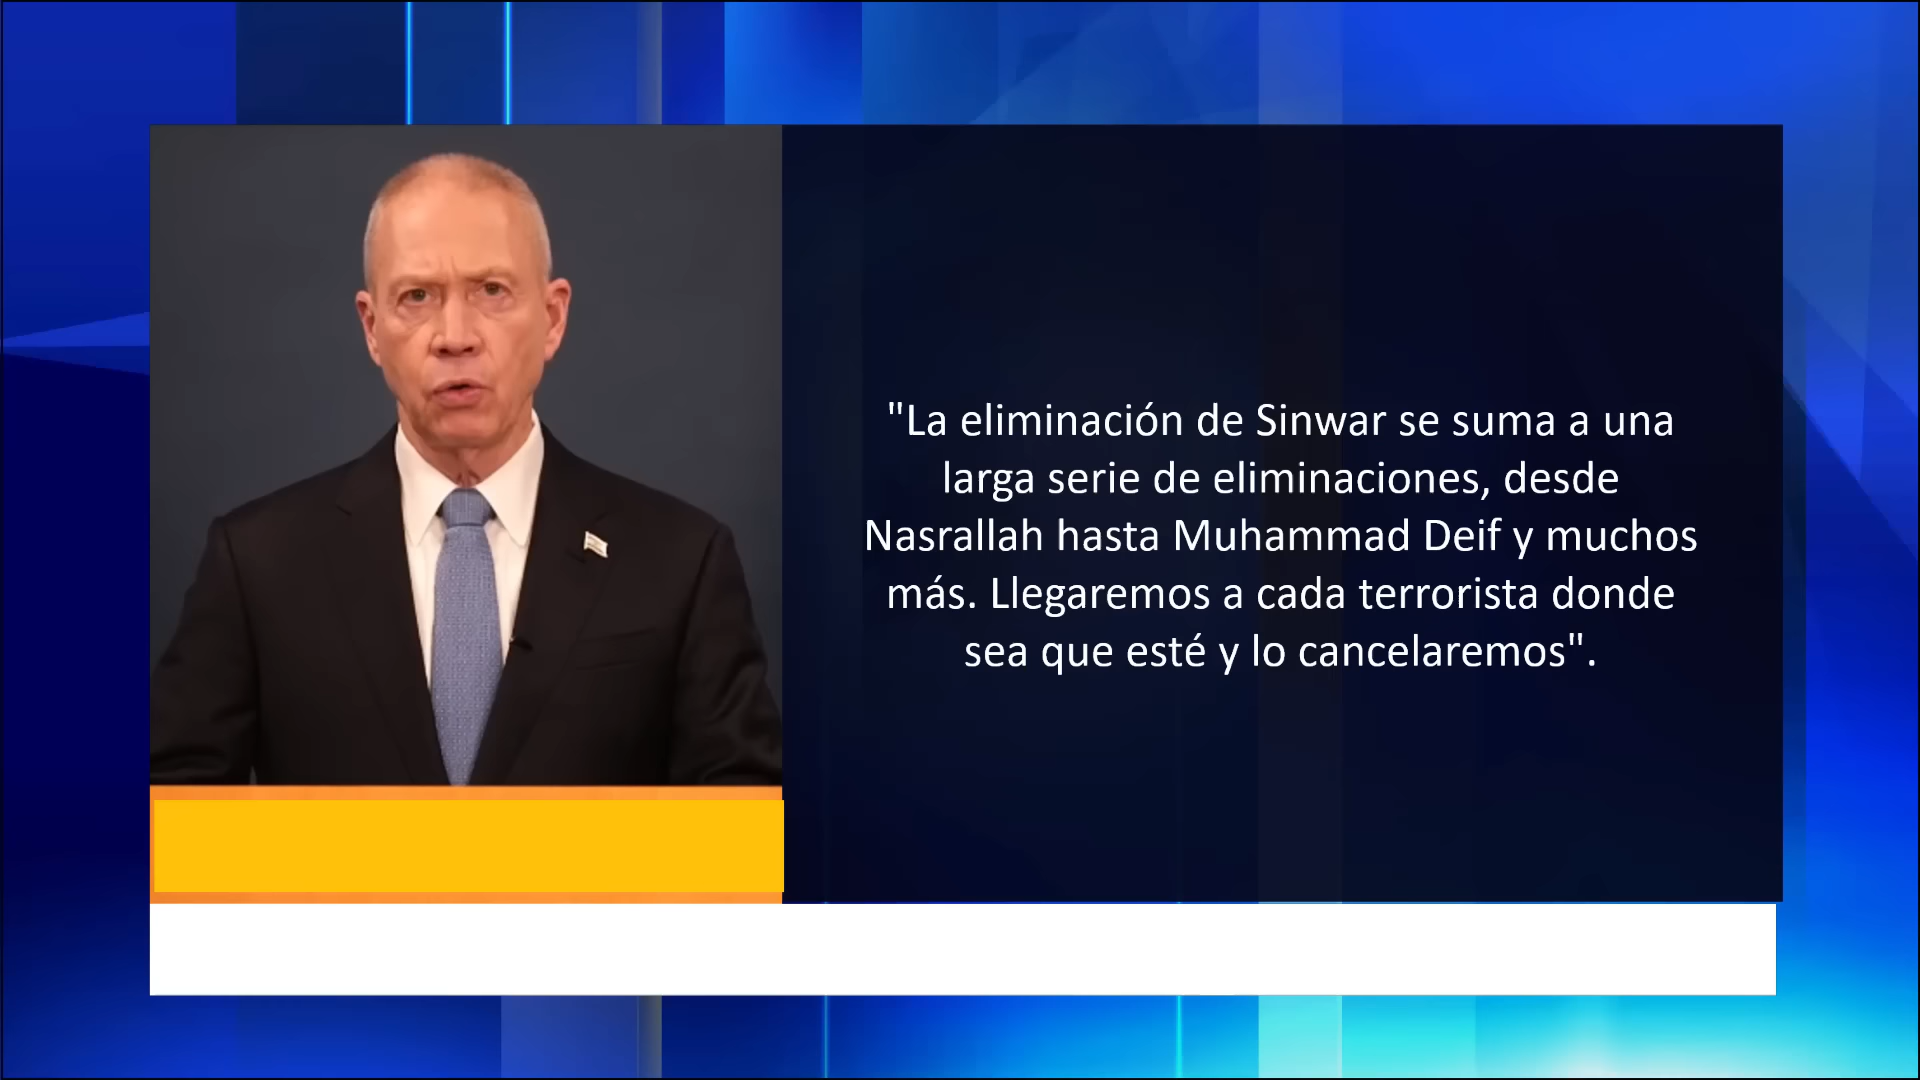 "La eliminación de Sinwar se suma a una
larga serie de eliminaciones, desde
Nasrallah hasta Muhammad Deif y muchos
más. Llegaremos a cada terrorista donde
sea que esté y lo cancelaremos".